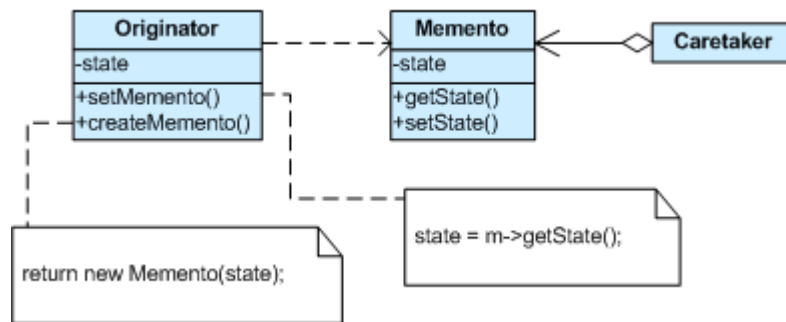 Originator
-state
+setMemento()
+createMemento()
Memento
-state
+getState()
+setState()
Caretaker
state = m->getState();
return new Memento(state);